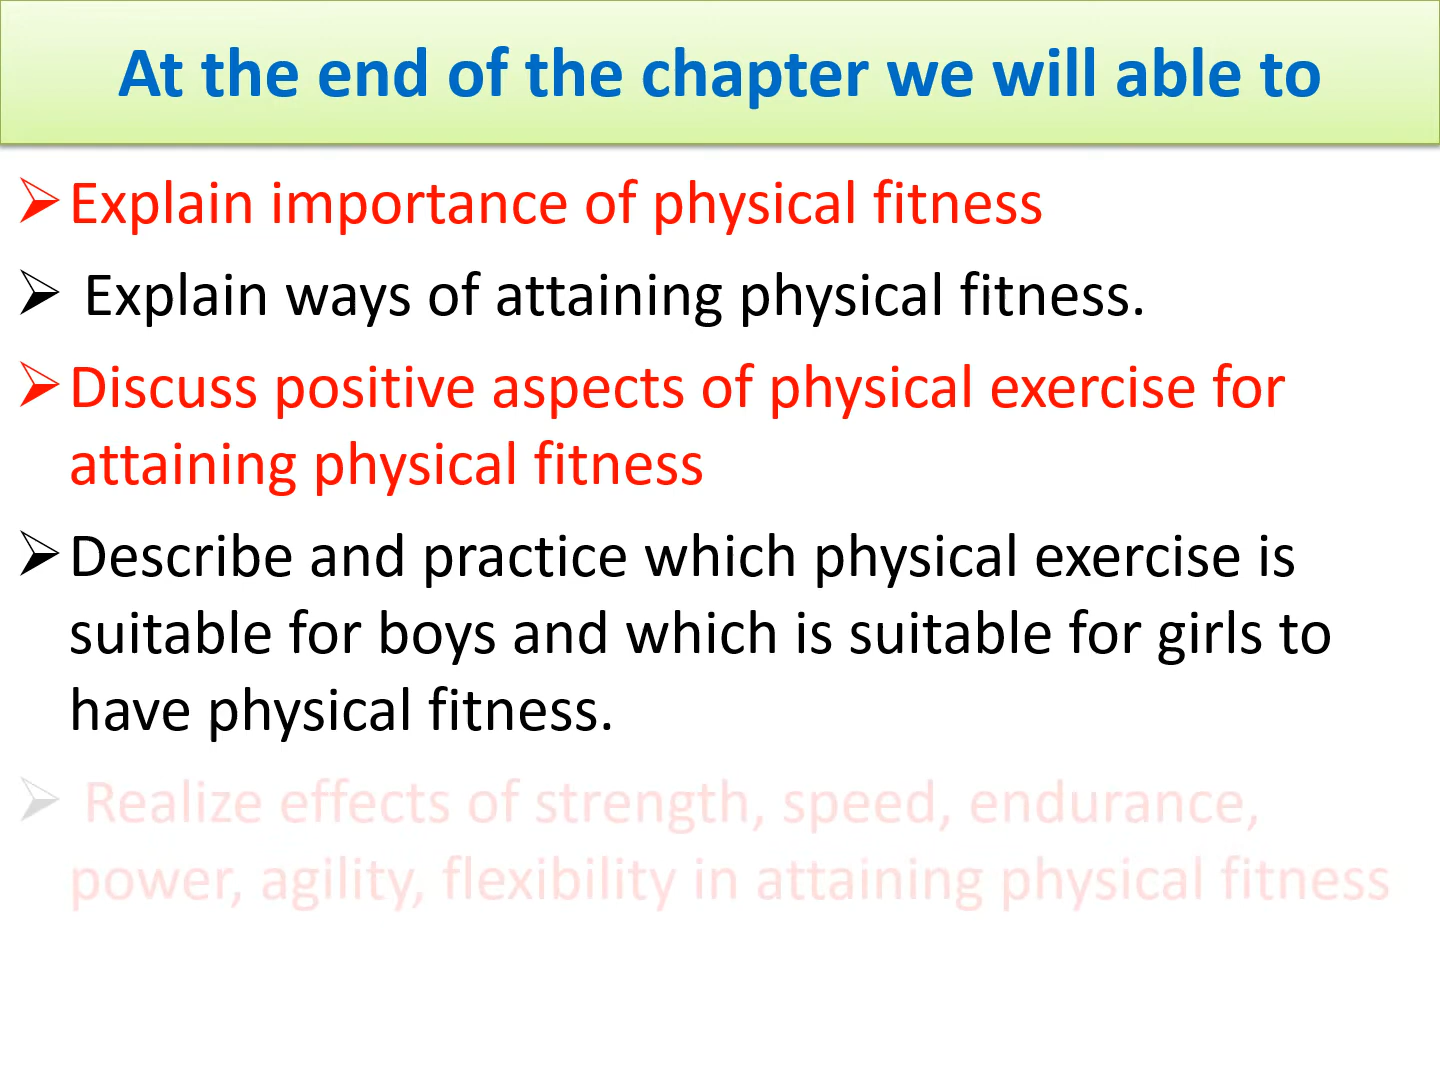 At the end of the chapter we will able to
➢Explain importance of physical fitness
➢ Explain ways of attaining physical fitness.
➢Discuss positive aspects of physical exercise for
attaining physical fitness
➢Describe and practice which physical exercise is
suitable for boys and which is suitable for girls to
have physical fitness.
➢ Realize effects of strength, speed, endurance,
power, agility, flexibility in attaining physical fitness